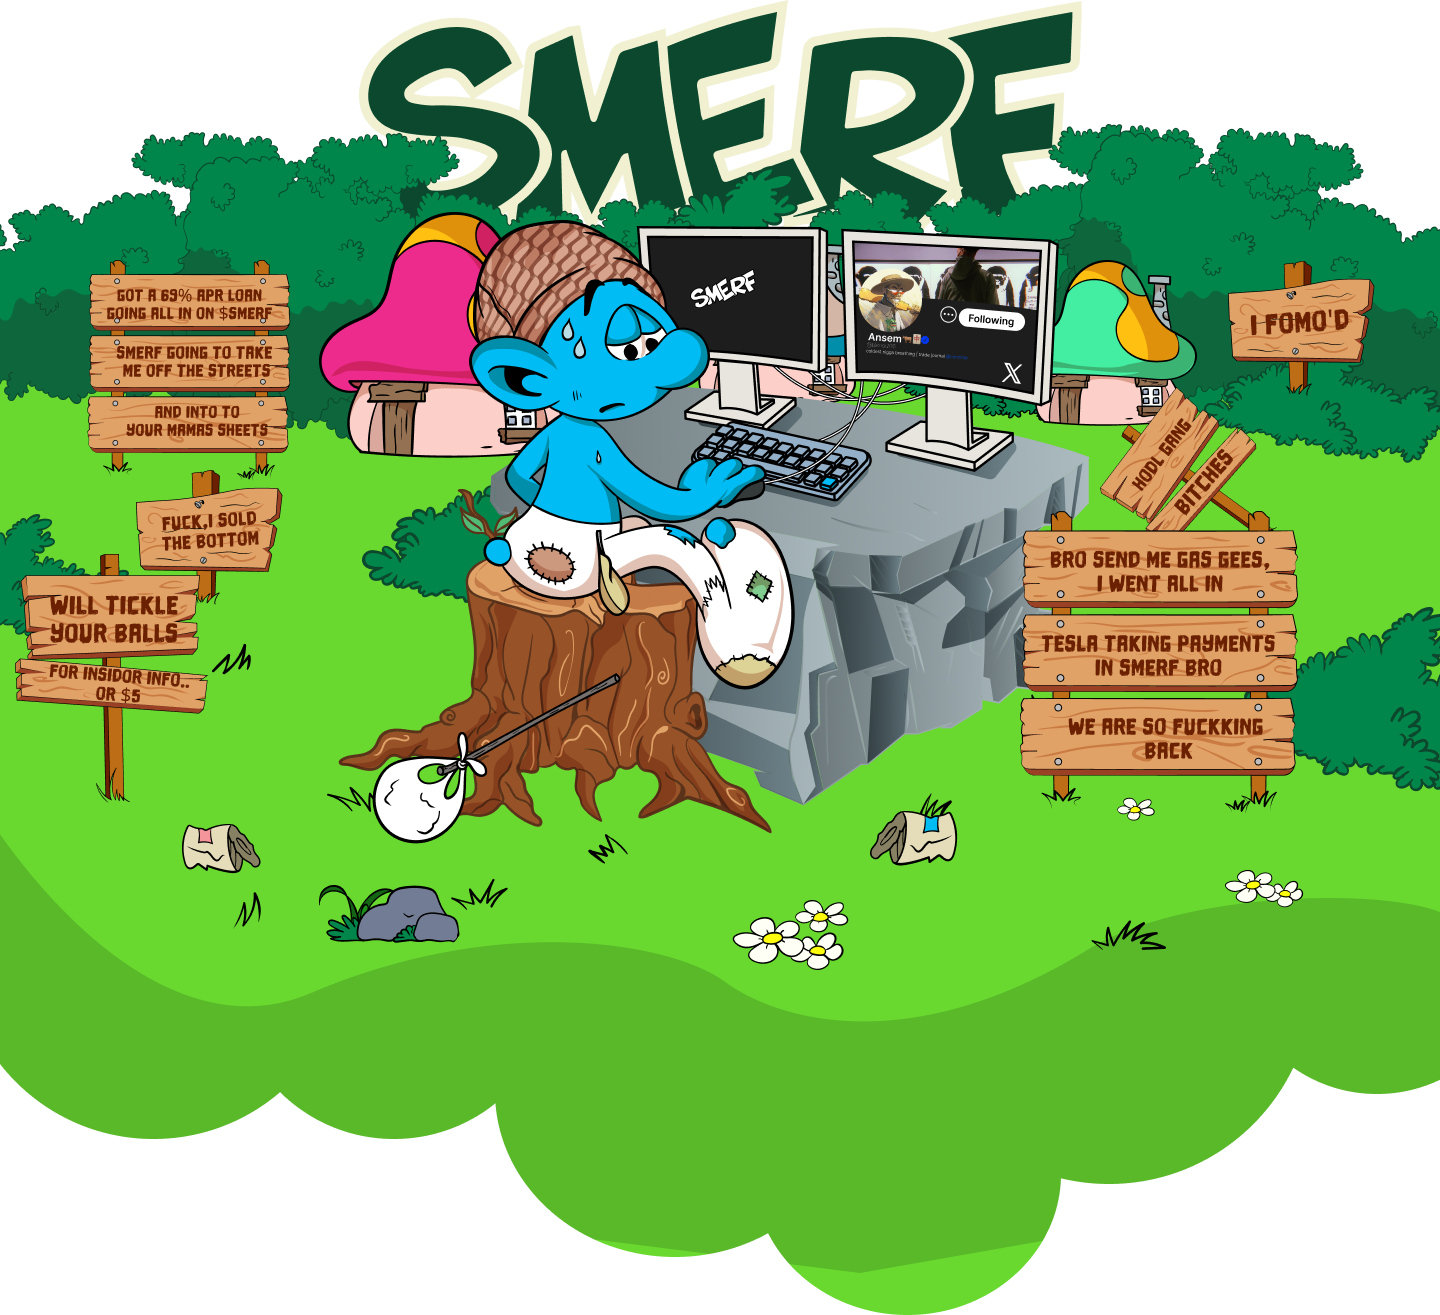 SMERF
GOT A 69% APR LOAN
GOING ALL IN ON $SMERF
SMERF GOING TO TAKE
ME OFF THE STREETS
AND INTO TO
YOUR MAMAS SHEETS
FUCK,I SOLD
THE BOTTOM
WILL TICKLE
YOUR BALLS
FOR INSIDOR INFO..
OR $5
SMERF
Following
Ansem
X
I FOMO'D
HODL GANG
BITCHES
BRO SEND ME GAS GEES,
I WENT ALL IN
TESLA TAKING PAYMENTS
IN SMERF BRO
WE ARE SO FUCKKING
BACK